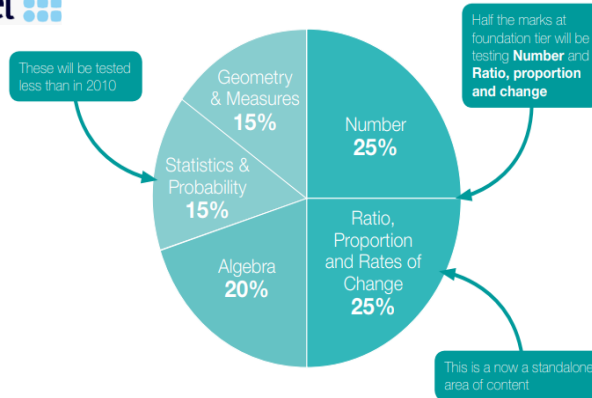 These will be tested
less than in 2010
Geometry
& Measures
15%
Number
25%
Half the marks at
foundation tier will be
testing Number and
Ratio, proportion
and change
Statistics &
Probability
15%
Ratio,
Proportion
and Rates of
Change
25%
Algebra
20%
This is a now a standalone
area of content